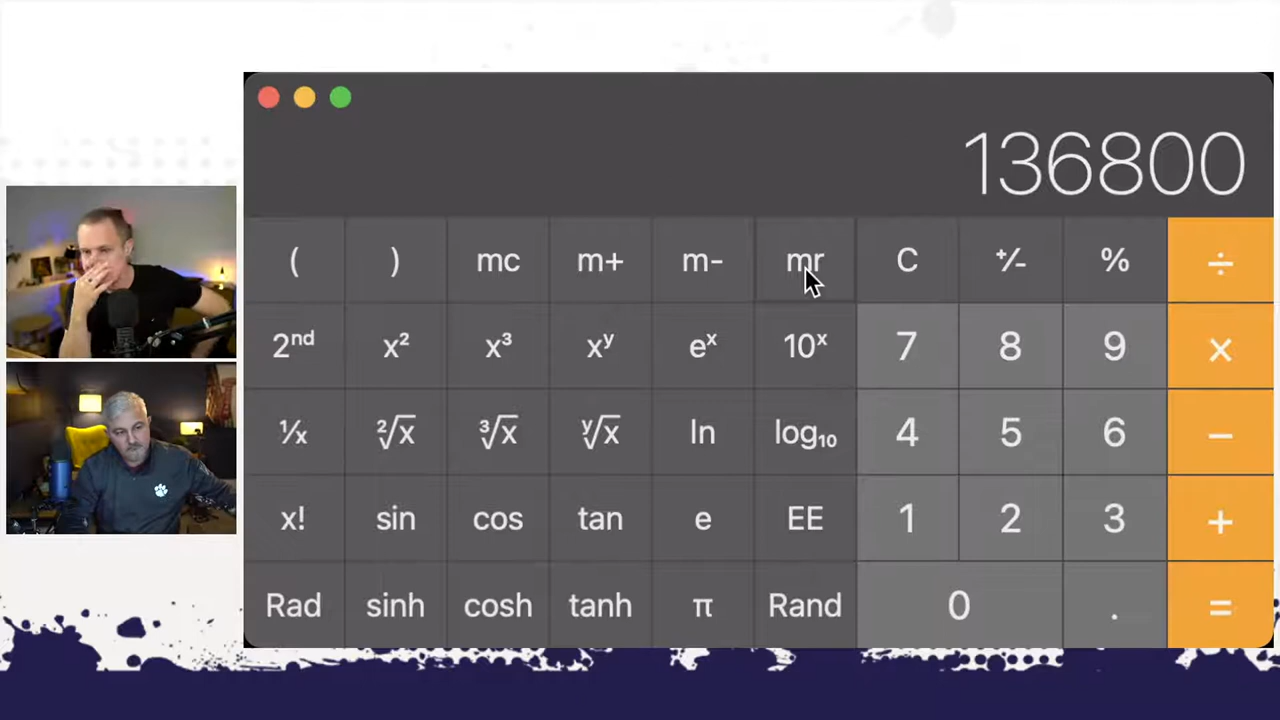 136800
( ) mc m+ m- mr C +/- % ÷
2nd x² x³ xʸ eˣ 10ˣ 7 8 9 ×
1/x ²√x ³√x ʸ√x ln log₁₀ 4 5 6 −
x! sin cos tan e EE 1 2 3 +
Rad sinh cosh tanh π Rand 0 . =